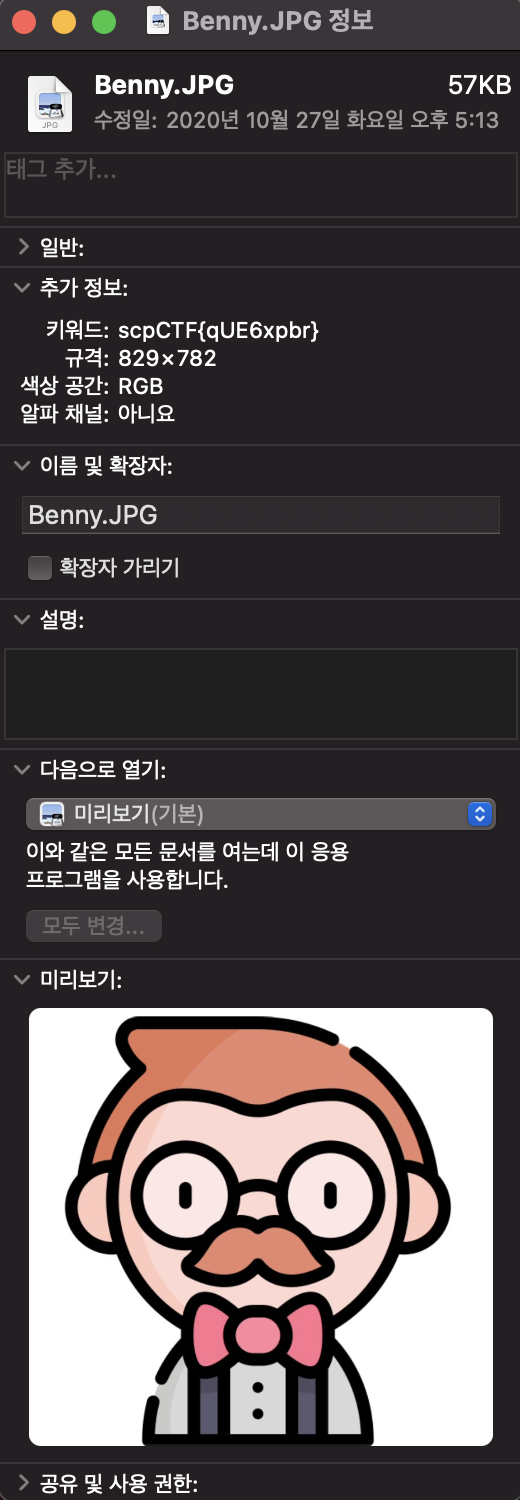 Benny.JPG 정보
Benny.JPG 57KB
수정일: 2020년 10월 27일 화요일 오후 5:13
JPG
태그 추가...
일반:
추가 정보:
키워드: scpCTF{qUE6xpbr}
규격: 829×782
색상 공간: RGB
알파 채널: 아니요
이름 및 확장자:
Benny.JPG
확장자 가리기
설명:
다음으로 열기:
미리보기(기본)
이와 같은 모든 문서를 여는데 이 응용
프로그램을 사용합니다.
모두 변경...
미리보기:
공유 및 사용 권한: